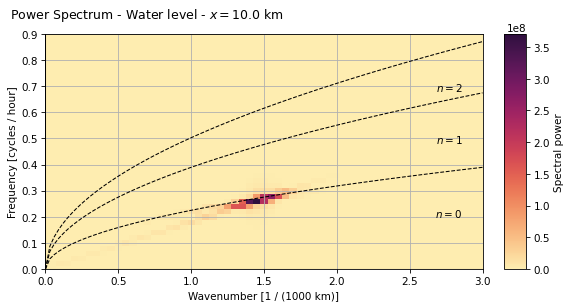 Power Spectrum - Water level - x = 10.0 km
1e8
0.9
0.8
0.7
0.6
0.5
0.4
0.3
0.2
0.1
0.0
Frequency [cycles / hour]
n = 2
n = 1
n = 0
0.0 0.5 1.0 1.5 2.0 2.5 3.0
Wavenumber [1 / (1000 km)]
3.5
3.0
2.5
2.0
1.5
1.0
0.5
0.0
Spectral power